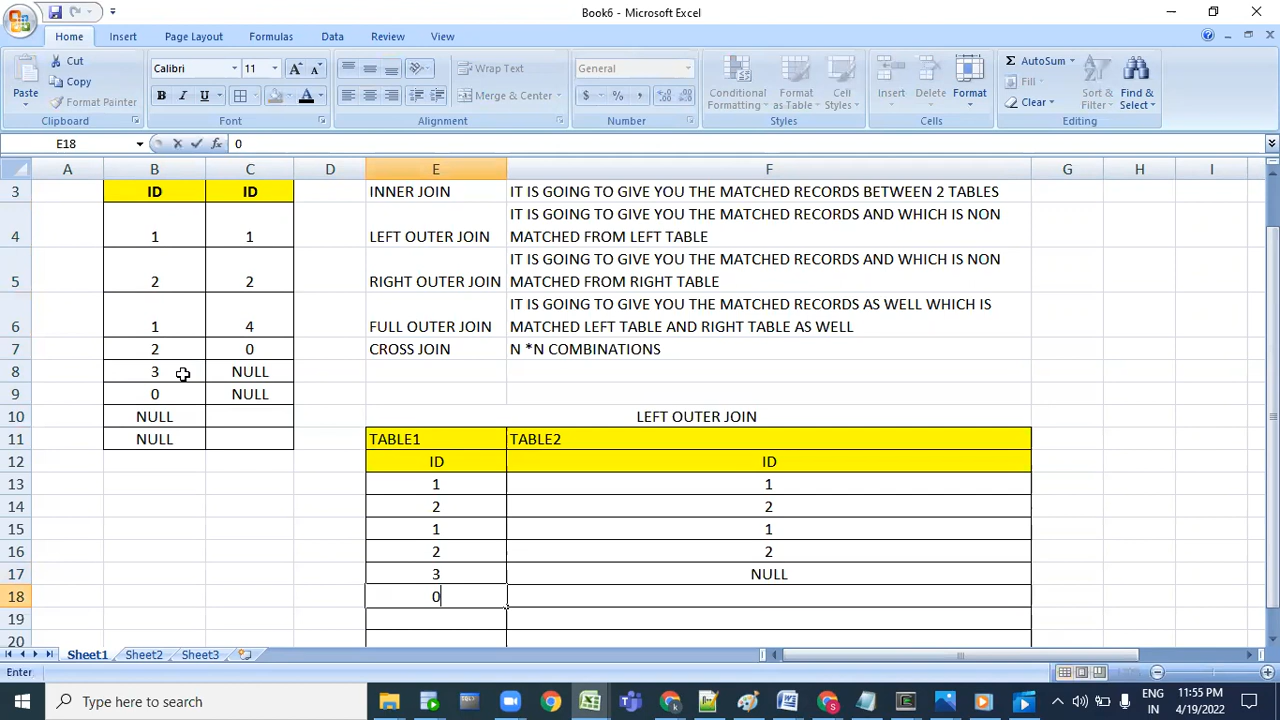 Book6 - Microsoft Excel
Home Insert Page Layout Formulas Data Review View
Paste
Cut
Copy
Format Painter
Clipboard
Calibri 11
B I U
Font
Wrap Text
Merge & Center
Alignment
General
$ % ,
Number
Conditional Formatting
Format as Table
Cell Styles
Styles
Insert Delete Format
Cells
AutoSum
Fill
Clear
Sort & Filter
Find & Select
Editing
E18 fx 0
A B C D E F G H I
3 ID ID INNER JOIN IT IS GOING TO GIVE YOU THE MATCHED RECORDS BETWEEN 2 TABLES
IT IS GOING TO GIVE YOU THE MATCHED RECORDS AND WHICH IS NON
4 1 1 LEFT OUTER JOIN MATCHED FROM LEFT TABLE
IT IS GOING TO GIVE YOU THE MATCHED RECORDS AND WHICH IS NON
5 2 2 RIGHT OUTER JOIN MATCHED FROM RIGHT TABLE
IT IS GOING TO GIVE YOU THE MATCHED RECORDS AS WELL WHICH IS
6 1 4 FULL OUTER JOIN MATCHED LEFT TABLE AND RIGHT TABLE AS WELL
7 2 0 CROSS JOIN N *N COMBINATIONS
8 3 NULL
9 0 NULL
10 NULL LEFT OUTER JOIN
11 NULL TABLE1 TABLE2
12 ID ID
13 1 1
14 2 2
15 1 1
16 2 2
17 3 NULL
18 0
19
20
Sheet1 Sheet2 Sheet3
Enter
Type here to search
ENG
IN
11:55 PM
4/19/2022